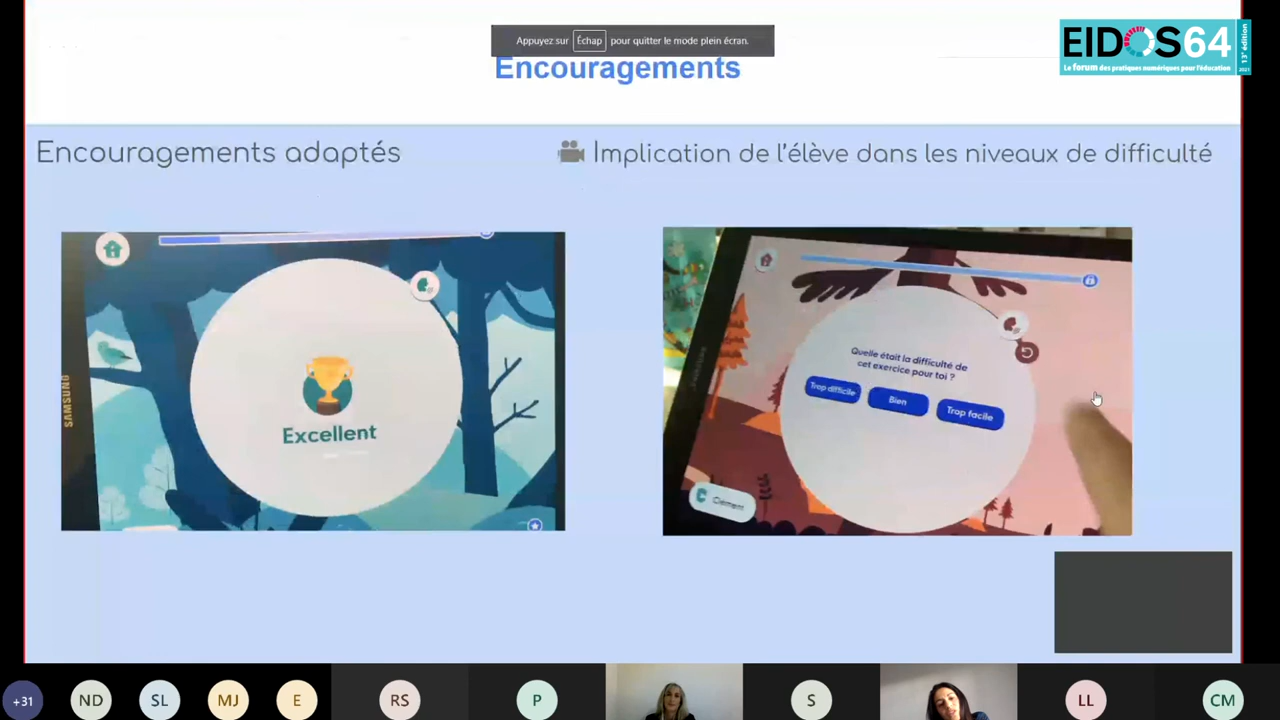 Appuyez sur Échap pour quitter le mode plein écran.
EIDOS64
13e édition
2021
Le forum des pratiques numériques pour l'éducation
Encouragements
Encouragements adaptés
Implication de l'élève dans les niveaux de difficulté
SAMSUNG
Excellent
Quelle était la difficulté de
cet exercice pour toi ?
Trop difficile
Bien
Trop facile
Clément
+31
ND
SL
MJ
E
RS
P
S
LL
CM